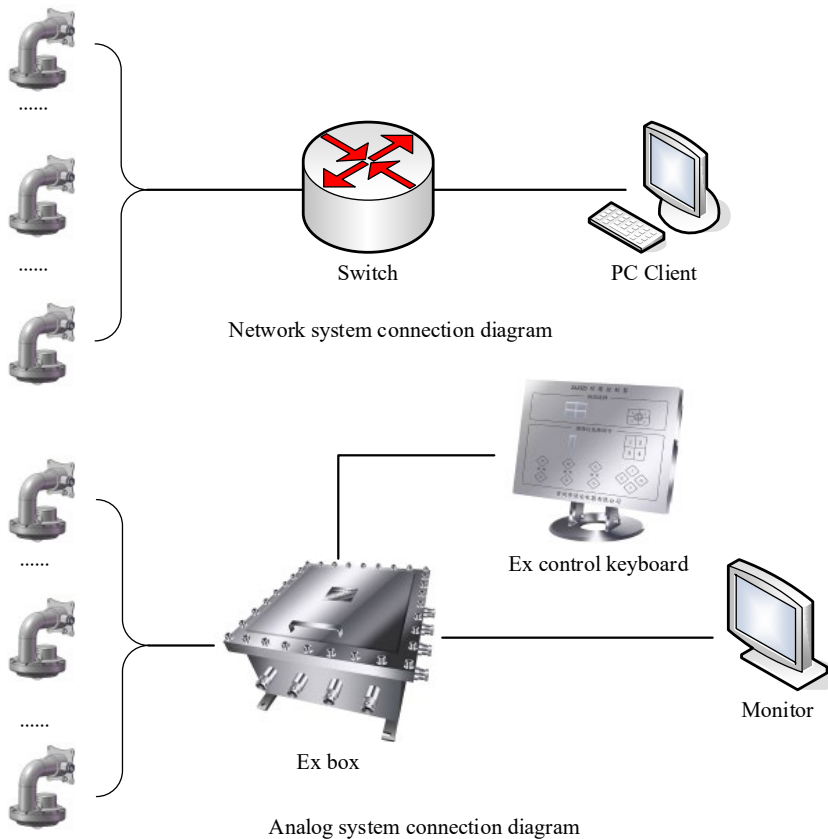 ......
......
Switch
PC Client
Network system connection diagram
......
Ex control keyboard
......
Monitor
Ex box
Analog system connection diagram